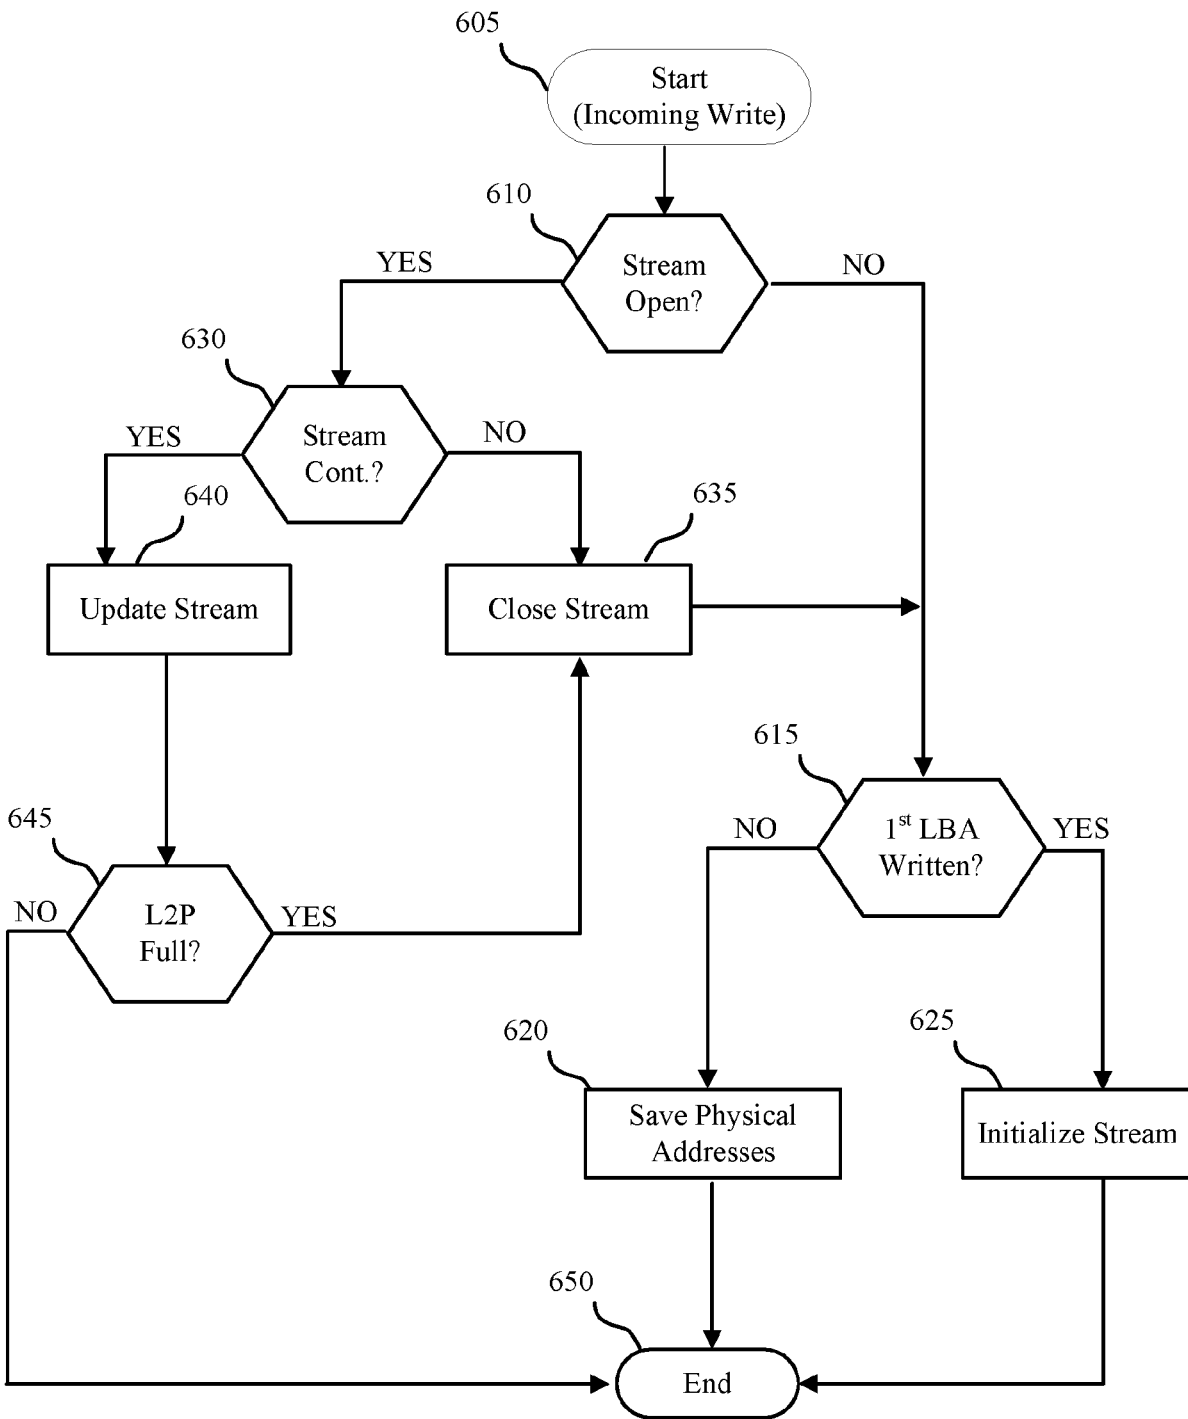 605
Start
(Incoming Write)
610
Stream
Open?
YES
NO
630
Stream
Cont.?
YES
NO
640
635
Update Stream
Close Stream
615
1st LBA
Written?
NO
YES
645
L2P
Full?
NO
YES
620
625
Save Physical
Addresses
Initialize Stream
650
End